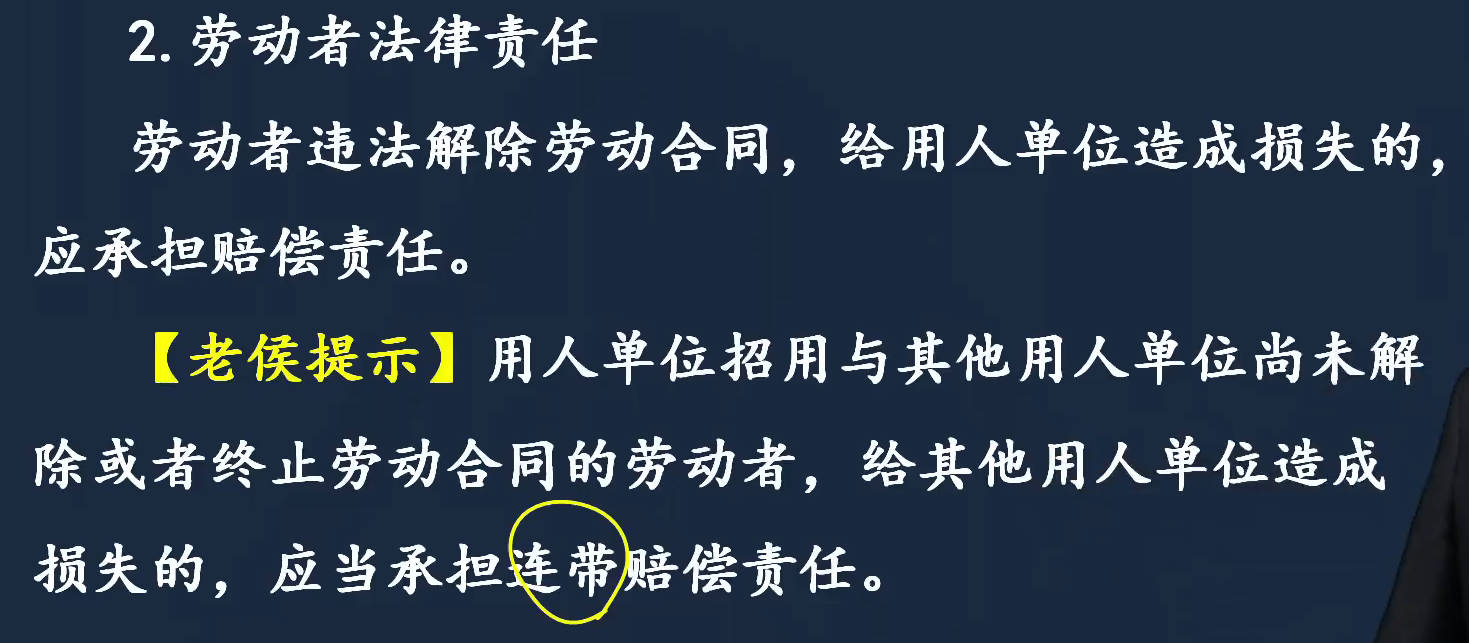 2. 劳动者法律责任
劳动者违法解除劳动合同，给用人单位造成损失的，
应承担赔偿责任。
【老侯提示】用人单位招用与其他用人单位尚未解
除或者终止劳动合同的劳动者，给其他用人单位造成
损失的，应当承担连带赔偿责任。